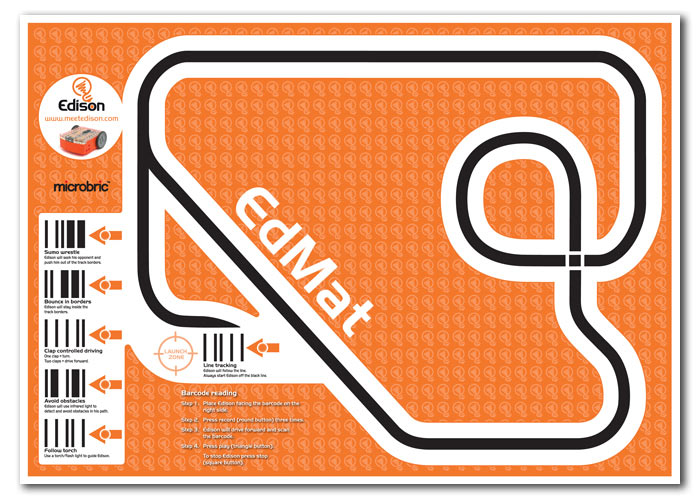 Edison
www.meetedison.com
microbric™
EdMat
Sumo wrestle
Edison will seek his opponent and
push him out of the track borders.
Bounce in borders
Edison will stay inside the
track borders.
Clap controlled driving
One clap = turn.
Two claps = drive forward.
Avoid obstacles
Edison will use infrared light to
detect and avoid obstacles in his path.
Follow torch
Use a torch/flash light to guide Edison.
LAUNCH
ZONE
Line tracking
Edison will follow the line.
Always start Edison off the black line.
Barcode reading
Step 1. Place Edison facing the barcode on the
right side.
Step 2. Press record (round button) three times.
Step 3. Edison will drive forward and scan
the barcode.
Step 4. Press play (triangle button).
To stop Edison press stop
(square button).